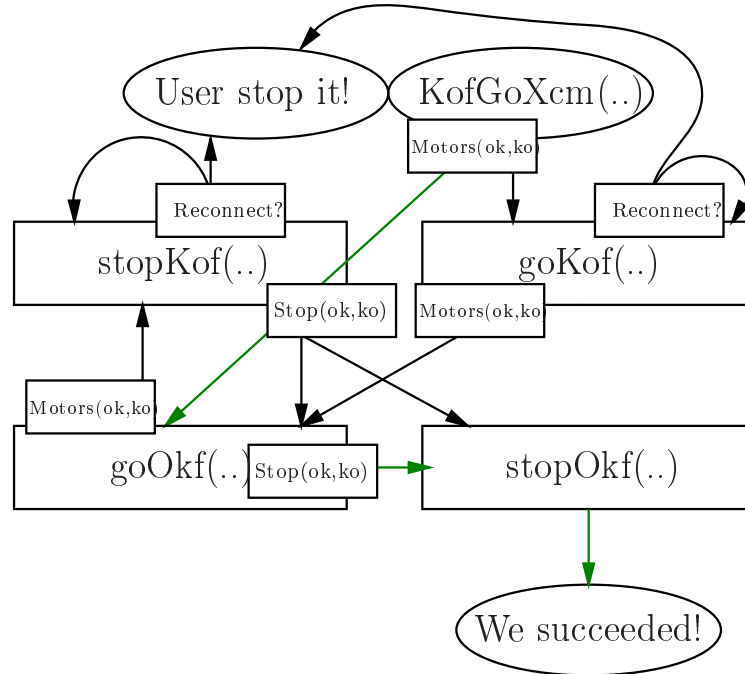 User stop it!
KofGoXcm(..)
Motors(ok,ko)
Reconnect?
Reconnect?
stopKof(..)
goKof(..)
Stop(ok,ko)
Motors(ok,ko)
Motors(ok,ko)
goOkf(..)
Stop(ok,ko)
stopOkf(..)
We succeeded!